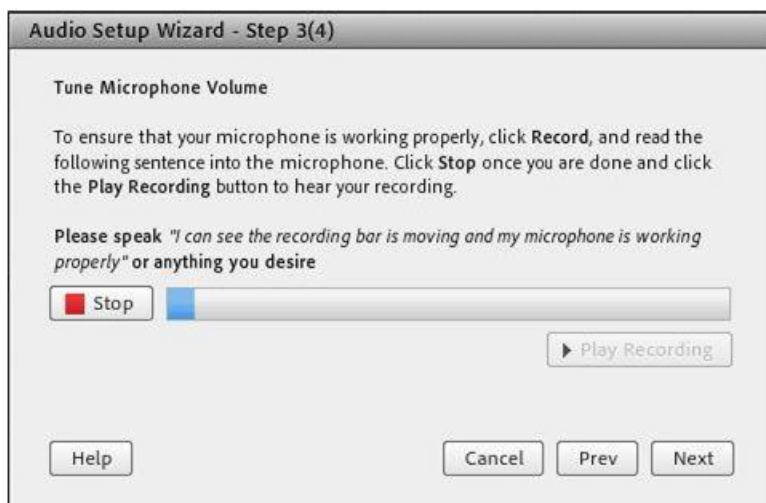 Audio Setup Wizard - Step 3(4)
Tune Microphone Volume
To ensure that your microphone is working properly, click Record, and read the
following sentence into the microphone. Click Stop once you are done and click
the Play Recording button to hear your recording.
Please speak "I can see the recording bar is moving and my microphone is working
properly" or anything you desire
Stop
Play Recording
Help
Cancel
Prev
Next